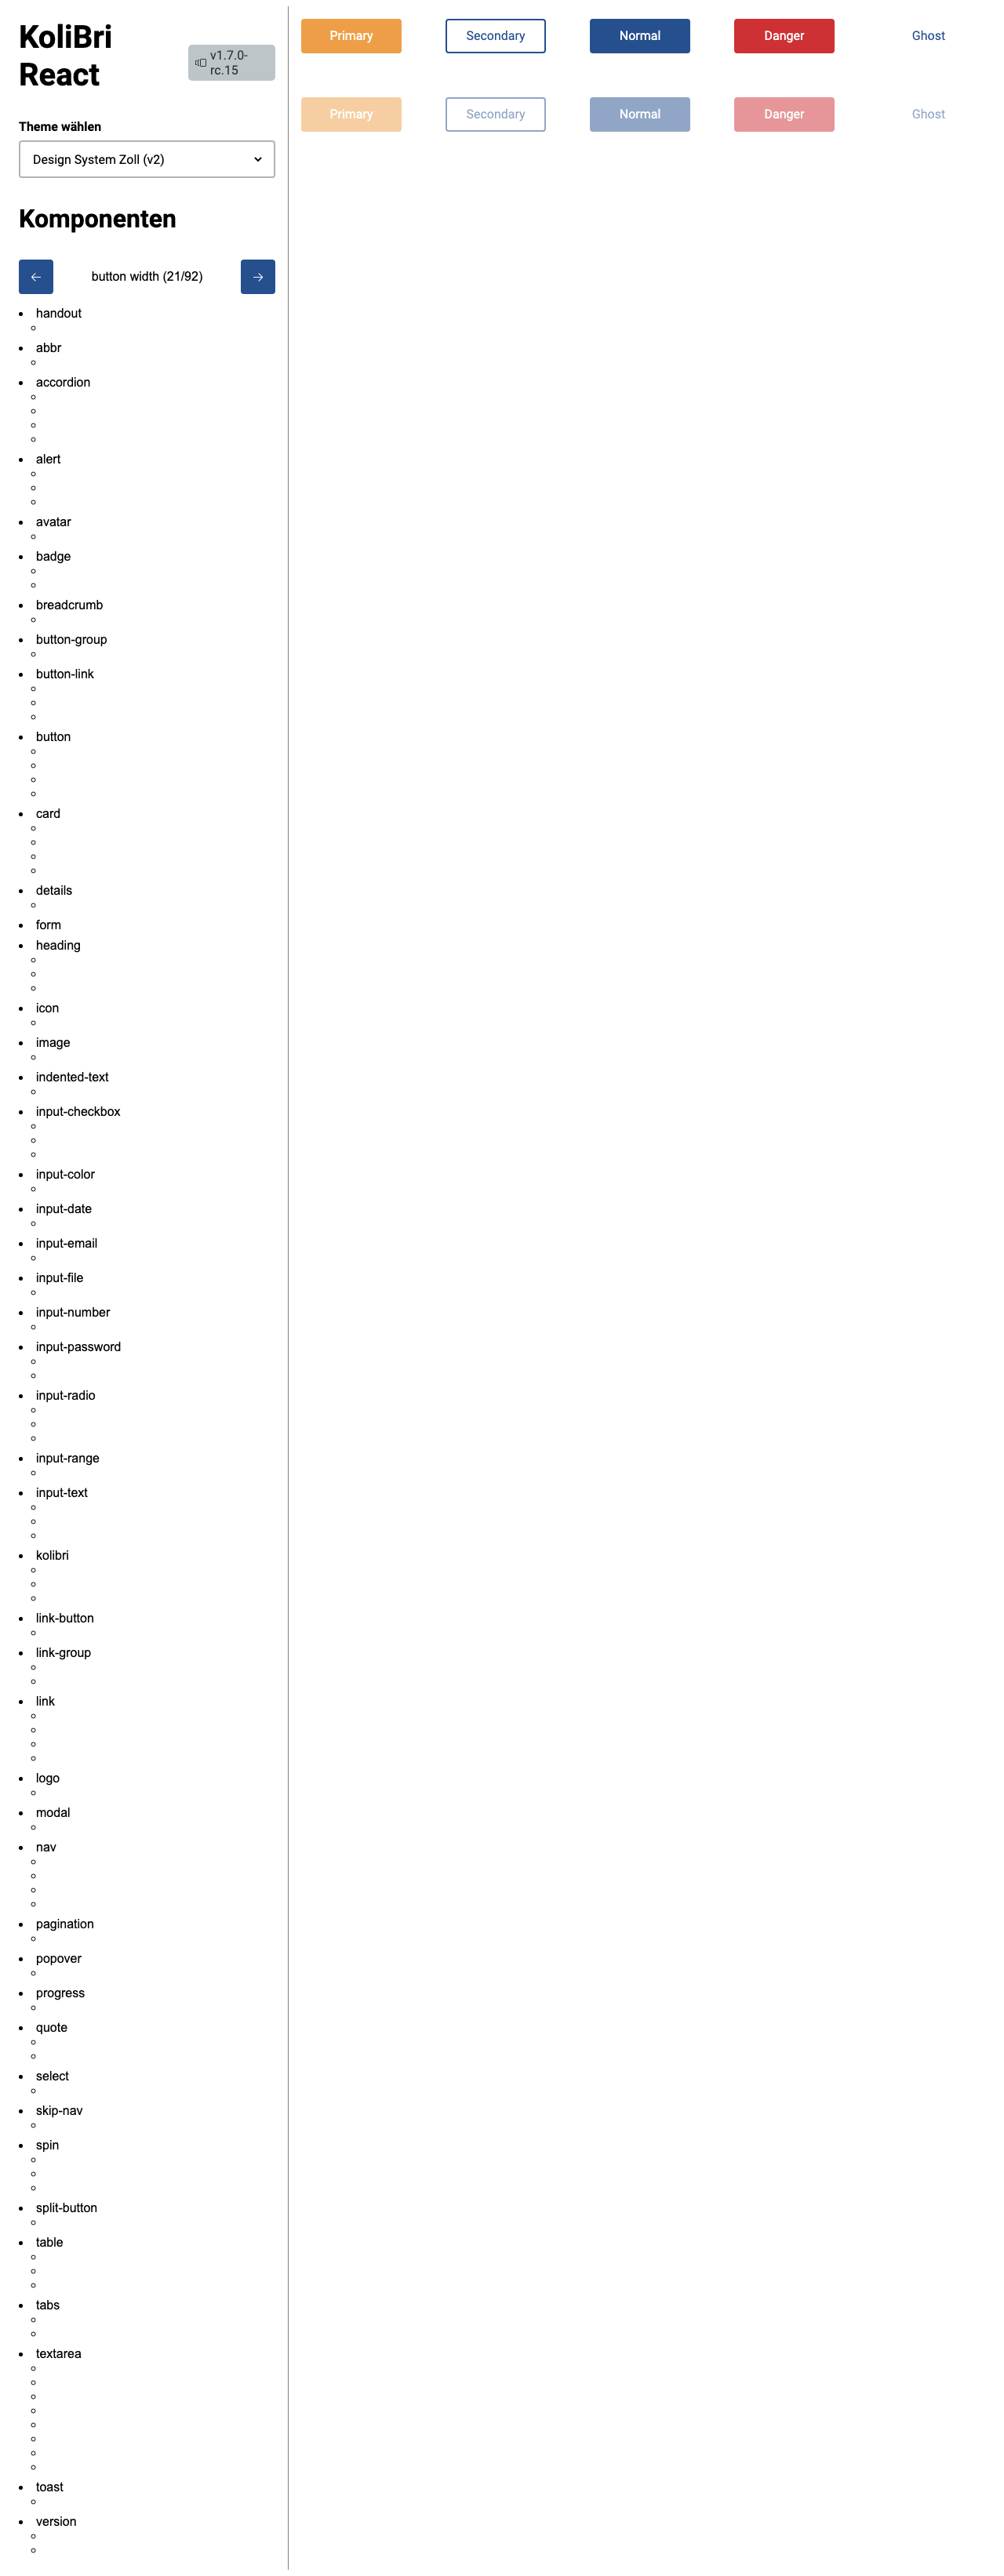 KoliBri
React
v1.7.0-
rc.15
Theme wählen
Design System Zoll (v2)
Komponenten
button width (21/92)
handout
abbr
accordion
alert
avatar
badge
breadcrumb
button-group
button-link
button
card
details
form
heading
icon
image
indented-text
input-checkbox
input-color
input-date
input-email
input-file
input-number
input-password
input-radio
input-range
input-text
kolibri
link-button
link-group
link
logo
modal
nav
pagination
popover
progress
quote
select
skip-nav
spin
split-button
table
tabs
textarea
toast
version
Primary Secondary Normal Danger Ghost
Primary Secondary Normal Danger Ghost